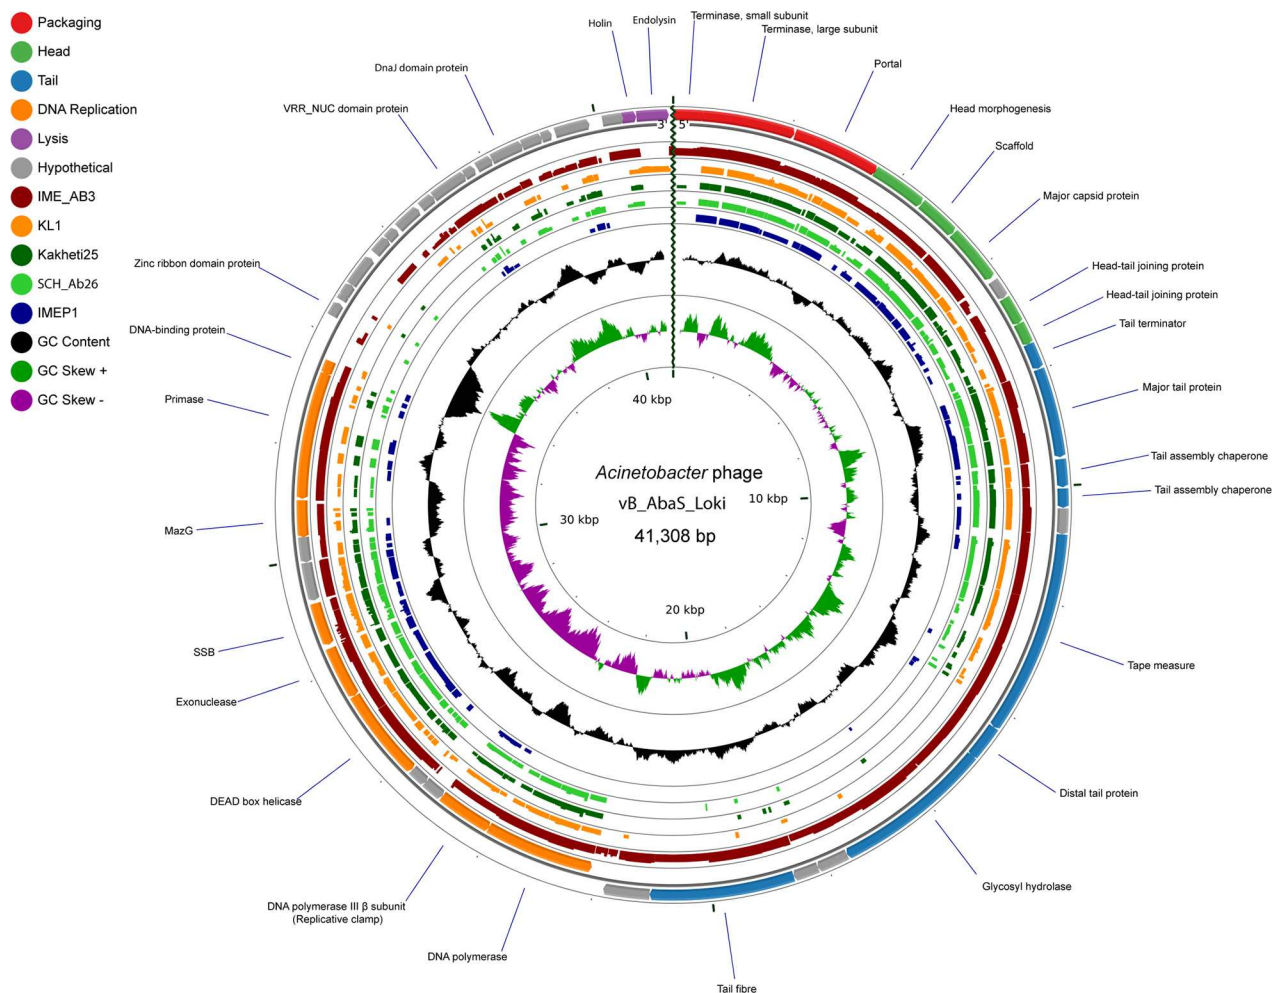 Packaging
Head
Tail
DNA Replication
Lysis
Hypothetical
IME_AB3
KL1
Kakheti25
SCH_Ab26
IMEP1
GC Content
GC Skew +
GC Skew -
Holin
Endolysin
Terminase, small subunit
Terminase, large subunit
Portal
Head morphogenesis
Scaffold
Major capsid protein
Head-tail joining protein
Head-tail joining protein
Tail terminator
Major tail protein
Tail assembly chaperone
Tail assembly chaperone
Tape measure
Distal tail protein
Glycosyl hydrolase
Tail fibre
DNA polymerase
DNA polymerase III β subunit
(Replicative clamp)
DEAD box helicase
Exonuclease
SSB
MazG
Primase
DNA-binding protein
Zinc ribbon domain protein
VRR_NUC domain protein
DnaJ domain protein
3'
5'
40 kbp
10 kbp
20 kbp
30 kbp
Acinetobacter phage
vB_AbaS_Loki
41,308 bp